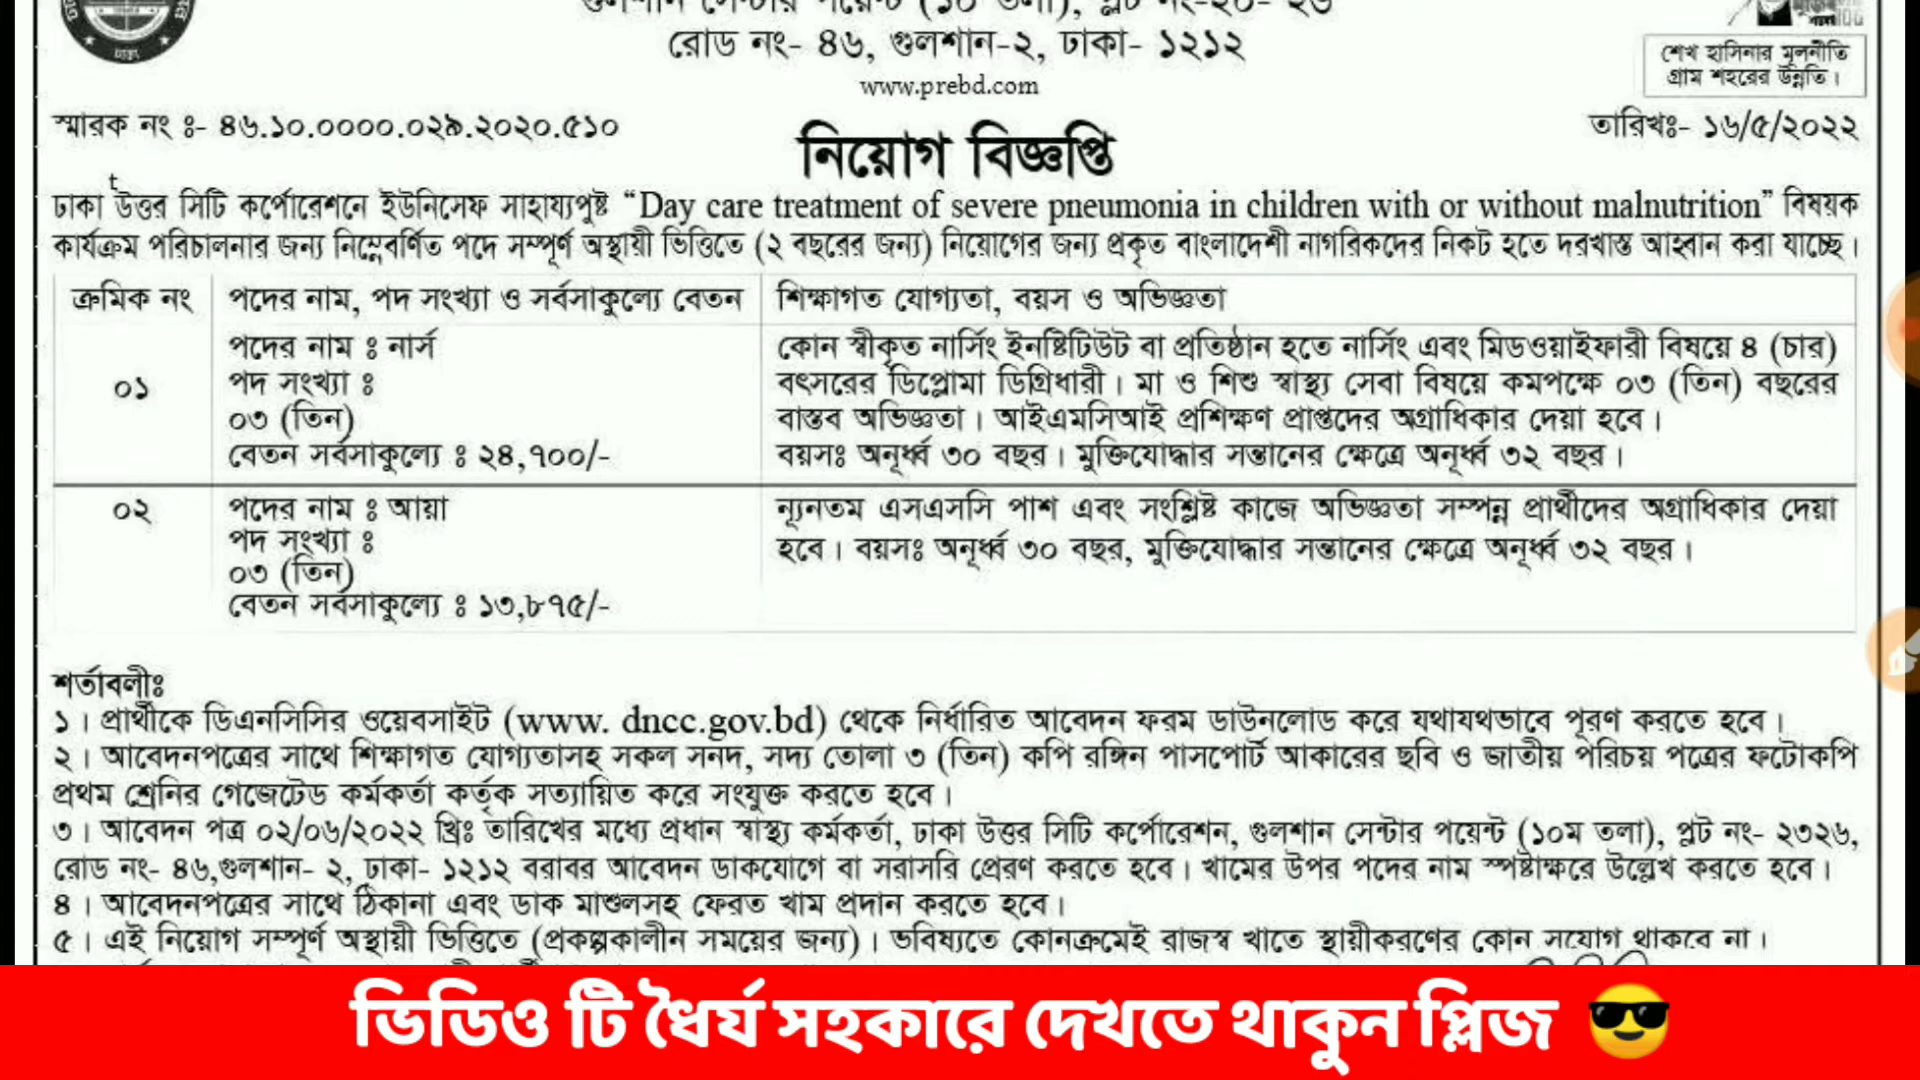 গুলশান সেন্টার পয়েন্ট (১০ তলা), প্লট নং-২০- ২৬
রোড নং- ৪৬, গুলশান-২, ঢাকা- ১২১২
www.prebd.com
শেখ হাসিনার মূলনীতি
গ্রাম শহরের উন্নতি।
স্মারক নং ঃ- ৪৬.১০.০০০০.০২৯.২০২০.৫১০
তারিখঃ- ১৬/৫/২০২২
নিয়োগ বিজ্ঞপ্তি
t
ঢাকা উত্তর সিটি কর্পোরেশনে ইউনিসেফ সাহায্যপুষ্ট “Day care treatment of severe pneumonia in children with or without malnutrition” বিষয়ক
কার্যক্রম পরিচালনার জন্য নিম্নেবর্ণিত পদে সম্পূর্ণ অস্থায়ী ভিত্তিতে (২ বছরের জন্য) নিয়োগের জন্য প্রকৃত বাংলাদেশী নাগরিকদের নিকট হতে দরখাস্ত আহবান করা যাচ্ছে।
ক্রমিক নং পদের নাম, পদ সংখ্যা ও সর্বসাকুল্যে বেতন শিক্ষাগত যোগ্যতা, বয়স ও অভিজ্ঞতা
০১
পদের নাম ঃ নার্স
পদ সংখ্যা ঃ
০৩ (তিন)
বেতন সর্বসাকুল্যে ঃ ২৪,৭০০/-
কোন স্বীকৃত নার্সিং ইনষ্টিটিউট বা প্রতিষ্ঠান হতে নার্সিং এবং মিডওয়াইফারী বিষয়ে ৪ (চার)
বৎসরের ডিপ্লোমা ডিগ্রিধারী। মা ও শিশু স্বাস্থ্য সেবা বিষয়ে কমপক্ষে ০৩ (তিন) বছরের
বাস্তব অভিজ্ঞতা। আইএমসিআই প্রশিক্ষণ প্রাপ্তদের অগ্রাধিকার দেয়া হবে।
বয়সঃ অনূর্ধ্ব ৩০ বছর। মুক্তিযোদ্ধার সন্তানের ক্ষেত্রে অনূর্ধ্ব ৩২ বছর।
০২
পদের নাম ঃ আয়া
পদ সংখ্যা ঃ
০৩ (তিন)
বেতন সর্বসাকুল্যে ঃ ১৩,৮৭৫/-
ন্যূনতম এসএসসি পাশ এবং সংশ্লিষ্ট কাজে অভিজ্ঞতা সম্পন্ন প্রার্থীদের অগ্রাধিকার দেয়া
হবে। বয়সঃ অনূর্ধ্ব ৩০ বছর, মুক্তিযোদ্ধার সন্তানের ক্ষেত্রে অনূর্ধ্ব ৩২ বছর।
শর্তাবলীঃ
১। প্রার্থীকে ডিএনসিসির ওয়েবসাইট (www. dncc.gov.bd) থেকে নির্ধারিত আবেদন ফরম ডাউনলোড করে যথাযথভাবে পূরণ করতে হবে।
২। আবেদনপত্রের সাথে শিক্ষাগত যোগ্যতাসহ সকল সনদ, সদ্য তোলা ৩ (তিন) কপি রঙ্গিন পাসপোর্ট আকারের ছবি ও জাতীয় পরিচয় পত্রের ফটোকপি
প্রথম শ্রেনির গেজেটেড কর্মকর্তা কর্তৃক সত্যায়িত করে সংযুক্ত করতে হবে।
৩। আবেদন পত্র ০২/০৬/২০২২ খ্রিঃ তারিখের মধ্যে প্রধান স্বাস্থ্য কর্মকর্তা, ঢাকা উত্তর সিটি কর্পোরেশন, গুলশান সেন্টার পয়েন্ট (১০ম তলা), প্লট নং- ২৩২৬,
রোড নং- ৪৬,গুলশান- ২, ঢাকা- ১২১২ বরাবর আবেদন ডাকযোগে বা সরাসরি প্রেরণ করতে হবে। খামের উপর পদের নাম স্পষ্টাক্ষরে উল্লেখ করতে হবে।
৪। আবেদনপত্রের সাথে ঠিকানা এবং ডাক মাশুলসহ ফেরত খাম প্রদান করতে হবে।
৫। এই নিয়োগ সম্পূর্ণ অস্থায়ী ভিত্তিতে (প্রকল্পকালীন সময়ের জন্য)। ভবিষ্যতে কোনক্রমেই রাজস্ব খাতে স্থায়ীকরণের কোন সযোগ থাকবে না।
ভিডিও টি ধৈর্য সহকারে দেখতে থাকুন প্লিজ 😎